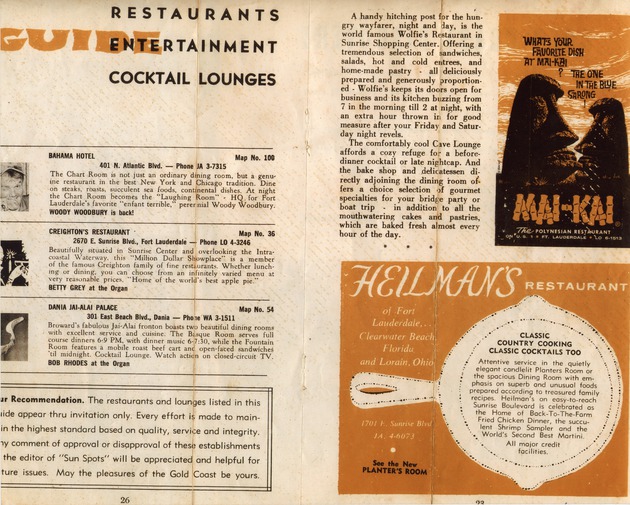 GUIDE
RESTAURANTS
ENTERTAINMENT
COCKTAIL LOUNGES
BAHAMA HOTEL Map No. 100
401 N. Atlantic Blvd. — Phone JA 3-7315
The Chart Room is not just an ordinary dining room, but a genu-
ine restaurant in the best New York and Chicago tradition. Dine
on steaks, roasts, succulent sea foods, continental dishes. At night
the Chart Room becomes the "Laughing Room" - HQ for Fort
Lauderdale's favorite "enfant terrible," perennial Woody Woodbury.
WOODY WOODBURY is back!
CREIGHTON'S RESTAURANT Map No. 36
2670 E. Sunrise Blvd., Fort Lauderdale — Phone LO 4-3246
Beautifully situated in Sunrise Center and overlooking the Intra-
coastal Waterway, this "Million Dollar Showplace" is a member
of the famous Creighton family of fine restaurants. Whether lunch-
ing or dining, you can choose from an infinitely varied menu at
very reasonable prices. "Home of the world's best apple pie."
BETTY GREY at the Organ
DANIA JAI-ALAI PALACE Map No. 54
301 East Beach Blvd., Dania — Phone WA 3-1511
Broward's fabulous Jai-Alai fronton boasts two beautiful dining rooms
with excellent service and cuisine. The Basque Room serves full
course dinners 6-9 PM, with dinner music 6-7:30, while the Fountain
Room features a mobile roast beef cart and open-faced sandwiches
'til midnight. Cocktail Lounge. Watch action on closed-circuit TV.
BOB RHODES at the Organ
ur Recommendation. The restaurants and lounges listed in this
ide appear thru invitation only. Every effort is made to main-
in the highest standard based on quality, service and integrity.
ny comment of approval or disapproval of these establishments
the editor of "Sun Spots" will be appreciated and helpful for
ture issues. May the pleasures of the Gold Coast be yours.
26
A handy hitching post for the hun-
gry wayfarer, night and day, is the
world famous Wolfie's Restaurant in
Sunrise Shopping Center. Offering a
tremendous selection of sandwiches,
salads, hot and cold entrees, and
home-made pastry - all deliciously
prepared and generously proportion-
ed - Wolfie's keeps its doors open for
business and its kitchen buzzing from
7 in the morning till 2 at night, with
an extra hour thrown in for good
measure after your Friday and Satur-
day night revels.
The comfortably cool Cave Lounge
affords a cozy refuge for a before-
dinner cocktail or late nightcap. And
the bake shop and delicatessen di-
rectly adjoining the dining room of-
fers a choice selection of gourmet
specialties for your bridge party or
boat trip - in addition to all the
mouthwatering cakes and pastries,
which are baked fresh almost every
hour of the day.
WHAT'S YOUR
FAVORITE DISH
AT MAI-KAI
?
THE ONE
IN THE BLUE
SARONG
MAI-KAI
The POLYNESIAN RESTAURANT
ON U.S. 1 • FT. LAUDERDALE • LO 6-1013
HEILMAN'S RESTAURANT
of Fort
Lauderdale...
Clearwater Beach
Florida
and Lorain, Ohio
1701 E. Sunrise Blvd
JA. 4-6073
See the New
PLANTER'S ROOM
CLASSIC
COUNTRY COOKING
CLASSIC COCKTAILS TOO
Attentive service in the quietly
elegant candlelit Planters Room or
the spacious Dining Room with em-
phasis on superb and unusual foods
prepared according to treasured family
recipes. Heilman's on easy-to-reach
Sunrise Boulevard is celebrated as
the Home of Back-To-The-Farm
Fried Chicken Dinner, the succu-
lent Shrimp Sampler and the
World's Second Best Martini.
All major credit
facilities.